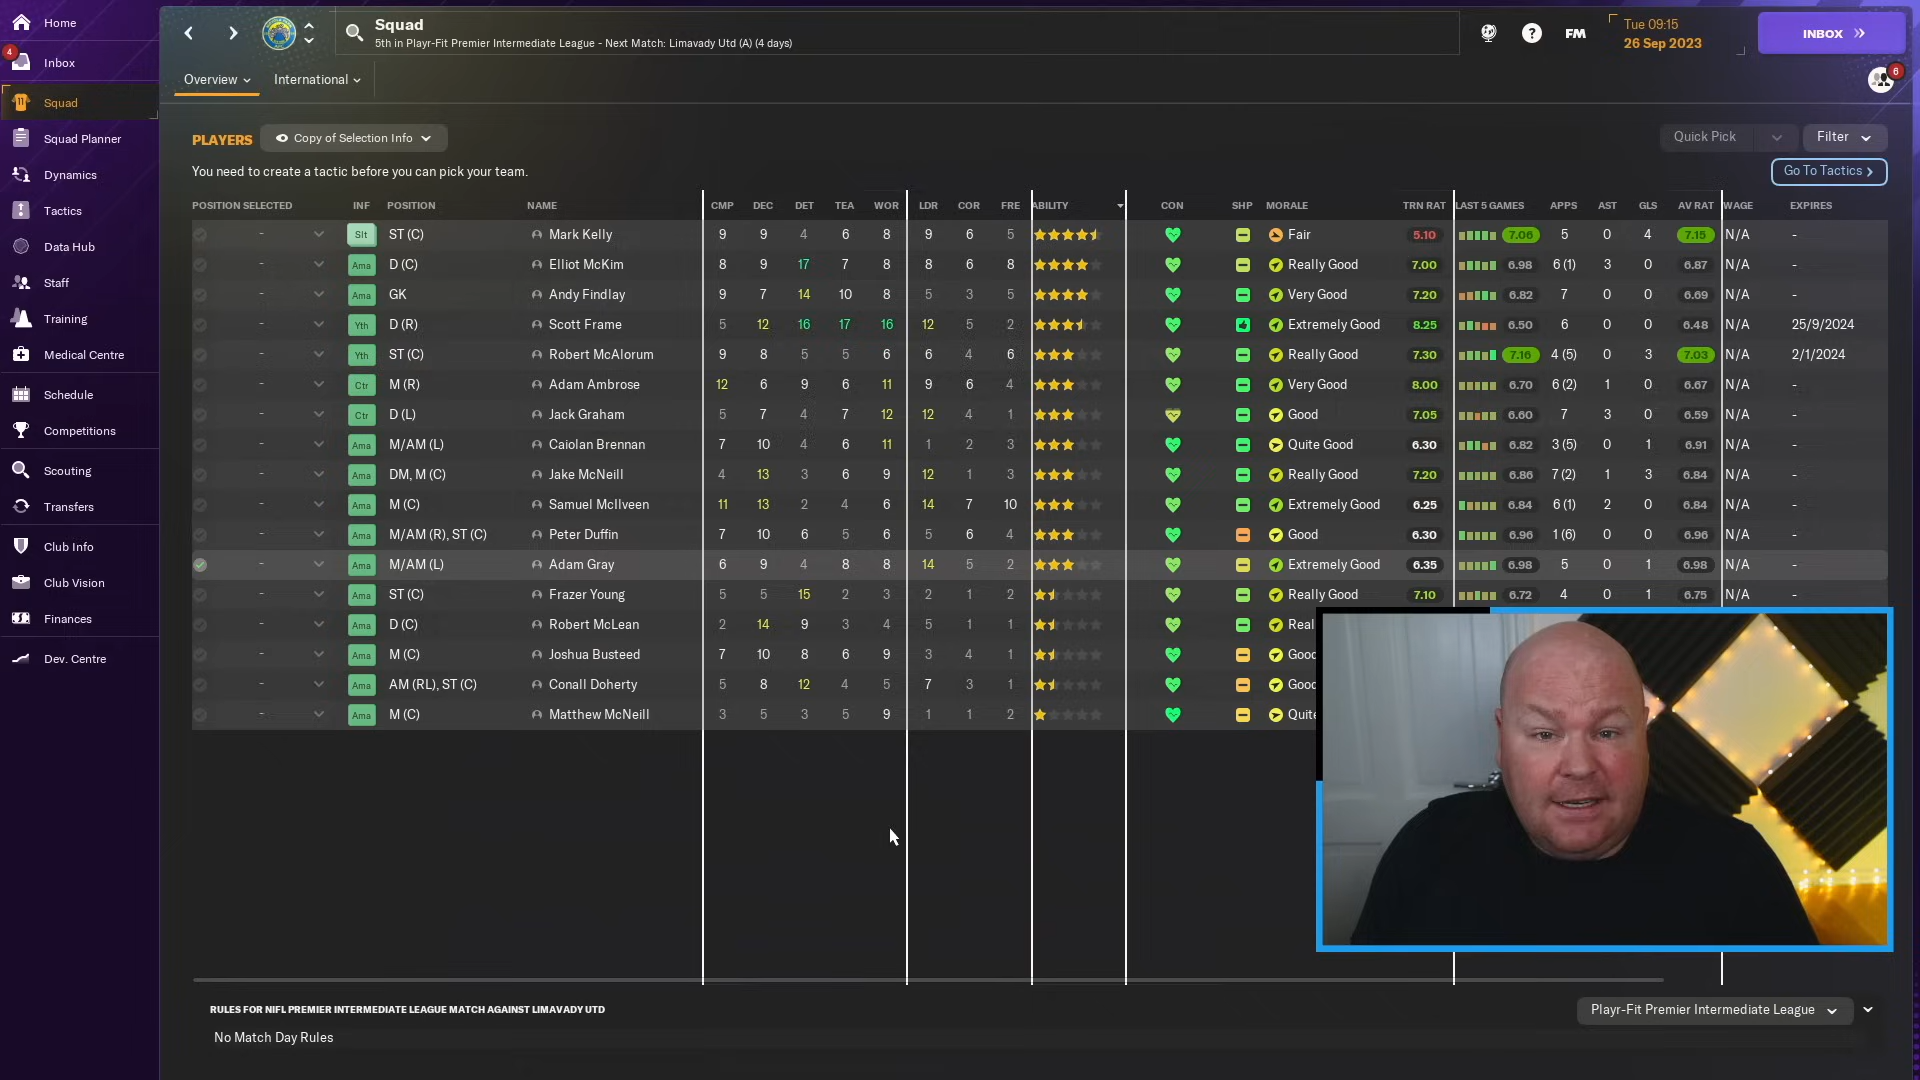 Home
4
Inbox
Squad
Squad Planner
Dynamics
Tactics
Data Hub
Staff
Training
Medical Centre
Schedule
Competitions
Scouting
Transfers
Club Info
Club Vision
Finances
Dev. Centre
Squad
5th in Playr-Fit Premier Intermediate League - Next Match: Limavady Utd (A) (4 days)
FM
Tue 09:15
26 Sep 2023
INBOX
6
Overview
International
PLAYERS
Copy of Selection Info
Quick Pick
Filter
You need to create a tactic before you can pick your team.
Go To Tactics
POSITION SELECTED INF POSITION NAME CMP DEC DET TEA WOR LDR COR FRE ABILITY CON SHP MORALE TRN RAT LAST 5 GAMES APPS AST GLS AV RAT WAGE EXPIRES
- Slt ST (C) Mark Kelly 9 9 4 6 8 9 6 5 Fair 5.10 7.06 5 0 4 7.15 N/A -
- Ama D (C) Elliot McKim 8 9 17 7 8 8 6 8 Really Good 7.00 6.98 6 (1) 3 0 6.87 N/A -
- Ama GK Andy Findlay 9 7 14 10 8 5 3 5 Very Good 7.20 6.82 7 0 0 6.69 N/A -
- Yth D (R) Scott Frame 5 12 16 17 16 12 5 2 Extremely Good 8.25 6.50 6 0 0 6.48 N/A 25/9/2024
- Yth ST (C) Robert McAlorum 9 8 5 5 6 6 4 6 Really Good 7.30 7.16 4 (5) 0 3 7.03 N/A 2/1/2024
- Ctr M (R) Adam Ambrose 12 6 9 6 11 9 6 4 Very Good 8.00 6.70 6 (2) 1 0 6.67 N/A -
- Ctr D (L) Jack Graham 5 7 4 7 12 12 4 1 Good 7.05 6.60 7 3 0 6.59 N/A -
- Ama M/AM (L) Caiolan Brennan 7 10 4 6 11 1 2 3 Quite Good 6.30 6.82 3 (5) 0 1 6.91 N/A -
- Ama DM, M (C) Jake McNeill 4 13 3 6 9 12 1 3 Really Good 7.20 6.86 7 (2) 1 3 6.84 N/A -
- Ama M (C) Samuel McIlveen 11 13 2 4 6 14 7 10 Extremely Good 6.25 6.84 6 (1) 2 0 6.84 N/A -
- Ama M/AM (R), ST (C) Peter Duffin 7 10 6 5 6 5 6 4 Good 6.30 6.96 1 (6) 0 0 6.96 N/A -
- Ama M/AM (L) Adam Gray 6 9 4 8 8 14 5 2 Extremely Good 6.35 6.98 5 0 1 6.98 N/A -
- Ama ST (C) Frazer Young 5 5 15 2 3 2 1 2 Really Good 7.10 6.72 4 0 1 6.75 N/A -
- Ama D (C) Robert McLean 2 14 9 3 4 5 1 1 Real
- Ama M (C) Joshua Busteed 7 10 8 6 9 3 4 1 Good
- Ama AM (RL), ST (C) Conall Doherty 5 8 12 4 5 7 3 1 Good
- Ama M (C) Matthew McNeill 3 5 3 5 9 1 1 2 Quite
RULES FOR NIFL PREMIER INTERMEDIATE LEAGUE MATCH AGAINST LIMAVADY UTD
Playr-Fit Premier Intermediate League
No Match Day Rules